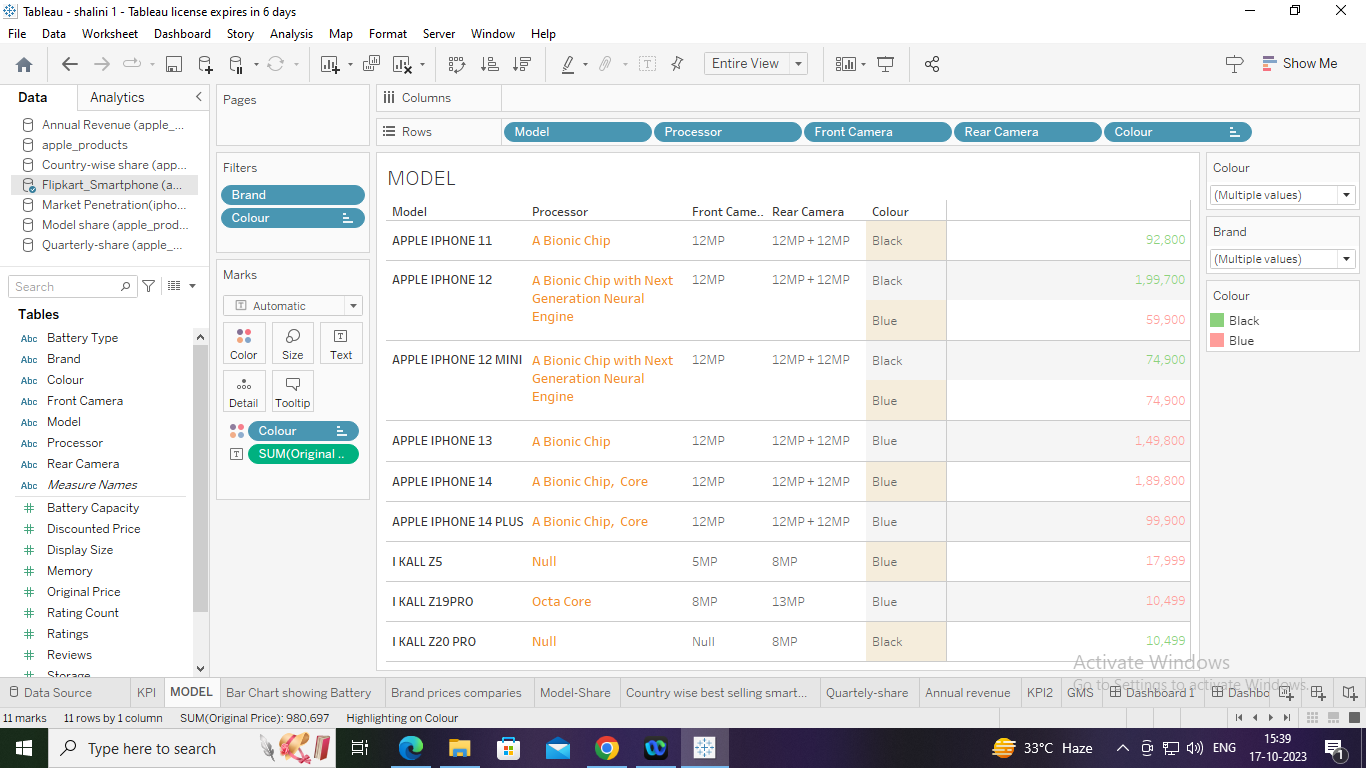 Tableau - shalini 1 - Tableau license expires in 6 days
File Data Worksheet Dashboard Story Analysis Map Format Server Window Help
Entire View
Show Me
Data Analytics
Annual Revenue (apple_...
apple_products
Country-wise share (app...
Flipkart_Smartphone (a...
Market Penetration(ipho...
Model share (apple_prod...
Quarterly-share (apple_...
Search
Tables
Abc Battery Type
Abc Brand
Abc Colour
Abc Front Camera
Abc Model
Abc Processor
Abc Rear Camera
Abc Measure Names
# Battery Capacity
# Discounted Price
# Display Size
# Memory
# Original Price
# Rating Count
# Ratings
# Reviews
# Storage
Pages
Filters
Brand
Colour
Marks
T Automatic
Color Size Text
Detail Tooltip
Colour
T SUM(Original ..
Columns
Rows Model Processor Front Camera Rear Camera Colour
MODEL
Model Processor Front Came.. Rear Camera Colour
APPLE IPHONE 11 A Bionic Chip 12MP 12MP + 12MP Black 92,800
APPLE IPHONE 12 A Bionic Chip with Next 12MP 12MP + 12MP Black 1,99,700
Generation Neural
Engine Blue 59,900
APPLE IPHONE 12 MINI A Bionic Chip with Next 12MP 12MP + 12MP Black 74,900
Generation Neural
Engine Blue 74,900
APPLE IPHONE 13 A Bionic Chip 12MP 12MP + 12MP Blue 1,49,800
APPLE IPHONE 14 A Bionic Chip, Core 12MP 12MP + 12MP Blue 1,89,800
APPLE IPHONE 14 PLUS A Bionic Chip, Core 12MP 12MP + 12MP Blue 99,900
I KALL Z5 Null 5MP 8MP Blue 17,999
I KALL Z19PRO Octa Core 8MP 13MP Blue 10,499
I KALL Z20 PRO Null Null 8MP Black 10,499
Colour
(Multiple values)
Brand
(Multiple values)
Colour
Black
Blue
Activate Windows
Go to Settings to activate Windows.
Data Source KPI MODEL Bar Chart showing Battery Brand prices comparies Model-Share Country wise best selling smart... Quartely-share Annual revenue KPI2 GMS Dashboard 1 Dashbo
11 marks 11 rows by 1 column SUM(Original Price): 980,697 Highlighting on Colour
Type here to search
33°C Haze
ENG
15:39
17-10-2023
1